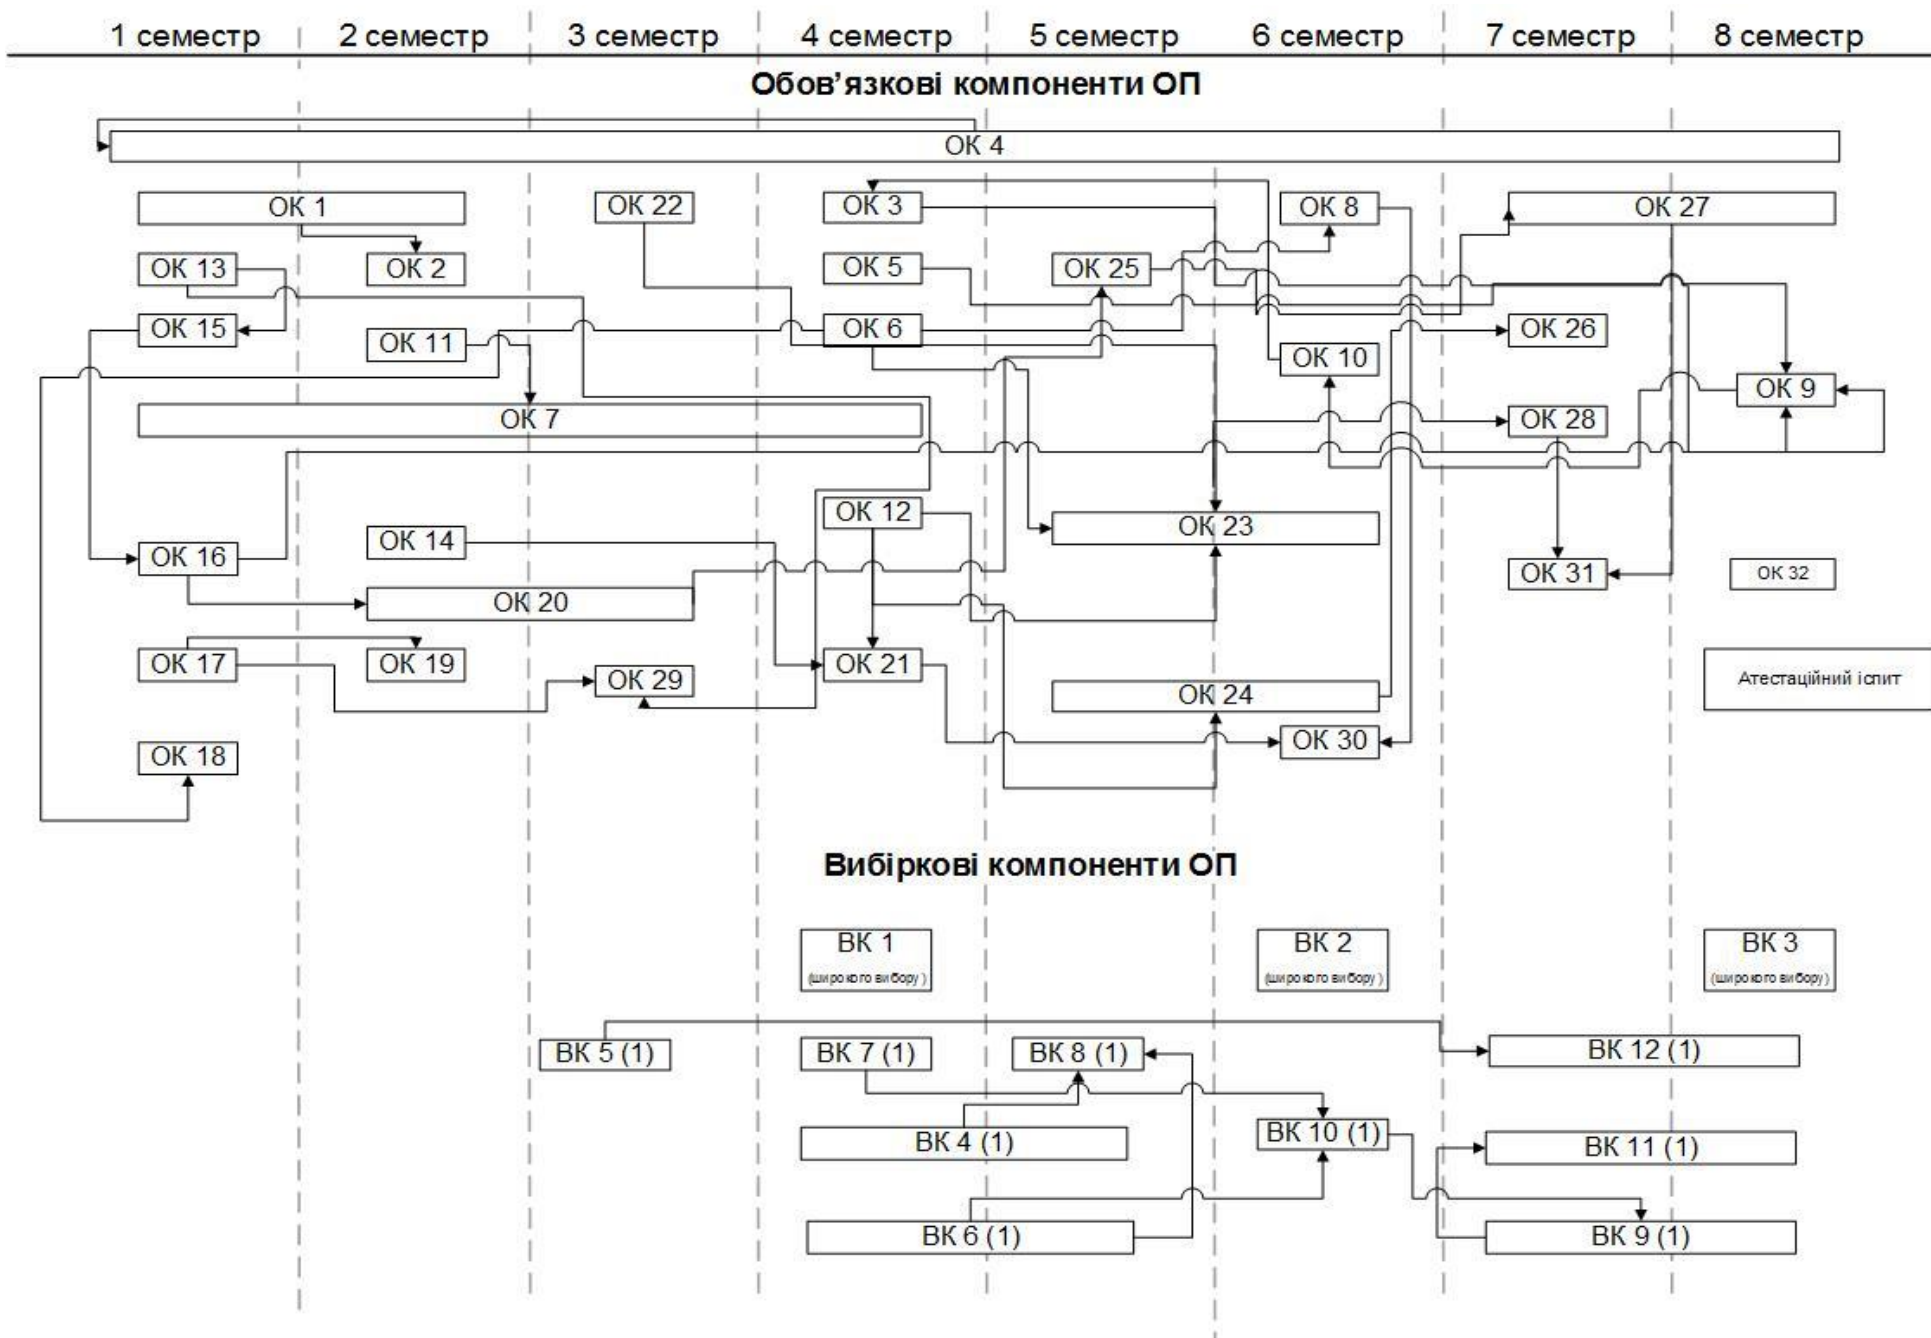 1 семестр 2 семестр 3 семестр 4 семестр 5 семестр 6 семестр 7 семестр 8 семестр
Обов’язкові компоненти ОП
ОК 4
ОК 1 ОК 22 ОК 3 ОК 8 ОК 27
ОК 13 ОК 2 ОК 5 ОК 25
ОК 15 ОК 11 ОК 6 ОК 10 ОК 26
ОК 9
ОК 7 ОК 28
ОК 12 ОК 23
ОК 16 ОК 14 ОК 31 ОК 32
ОК 20
ОК 17 ОК 19 ОК 29 ОК 21 ОК 24 Атестаційний іспит
ОК 18 ОК 30
Вибіркові компоненти ОП
ВК 1 ВК 2 ВК 3
(широкого вибору) (широкого вибору) (широкого вибору)
ВК 5 (1) ВК 7 (1) ВК 8 (1) ВК 12 (1)
ВК 4 (1) ВК 10 (1) ВК 11 (1)
ВК 6 (1) ВК 9 (1)